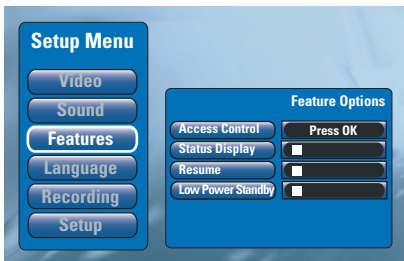 Setup Menu
Video
Sound
Features
Language
Recording
Setup
Feature Options
Access Control Press OK
Status Display
Resume
Low Power Standby